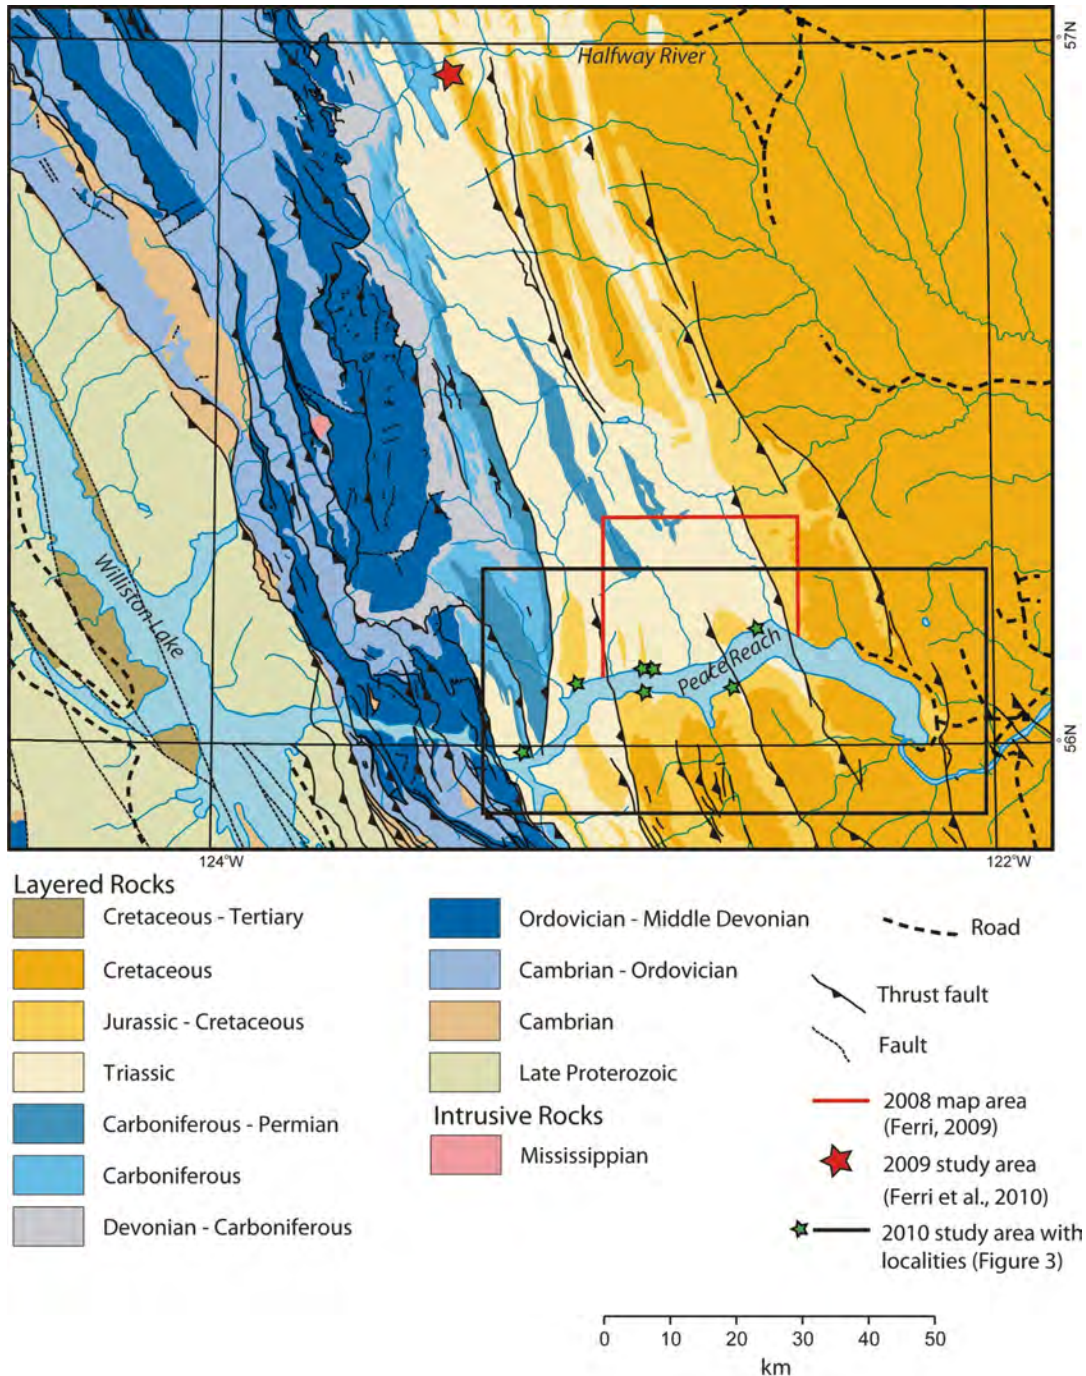 Halfway River
57°N
Williston Lake
Peace Reach
56°N
124°W
122°W
Layered Rocks
Cretaceous - Tertiary
Cretaceous
Jurassic - Cretaceous
Triassic
Carboniferous - Permian
Carboniferous
Devonian - Carboniferous
Ordovician - Middle Devonian
Cambrian - Ordovician
Cambrian
Late Proterozoic
Intrusive Rocks
Mississippian
Road
Thrust fault
Fault
2008 map area
(Ferri, 2009)
2009 study area
(Ferri et al., 2010)
2010 study area with
localities (Figure 3)
0 10 20 30 40 50
km